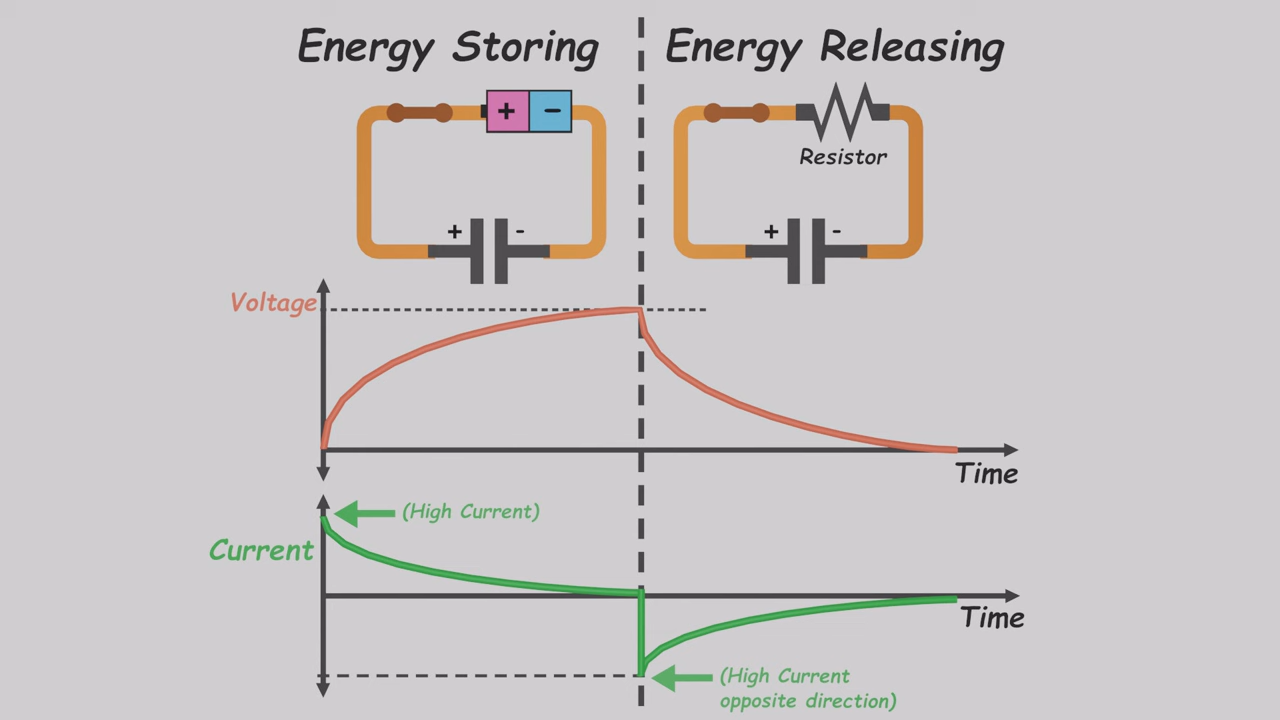 Energy Storing
Energy Releasing
+ -
Resistor
+ -
+ -
Voltage
Time
(High Current)
Current
Time
(High Current
opposite direction)